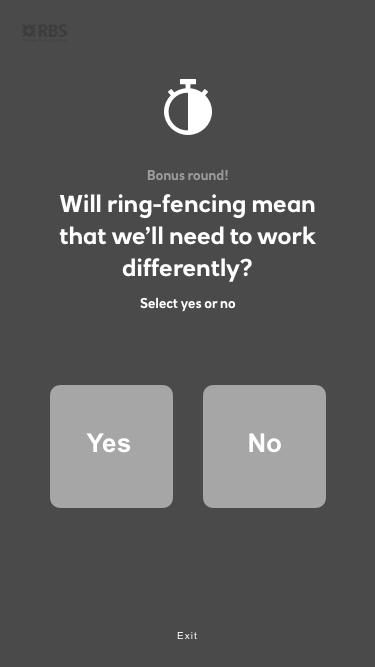 RBS
Bonus round!
Will ring-fencing mean
that we’ll need to work
differently?
Select yes or no
Yes
No
Exit